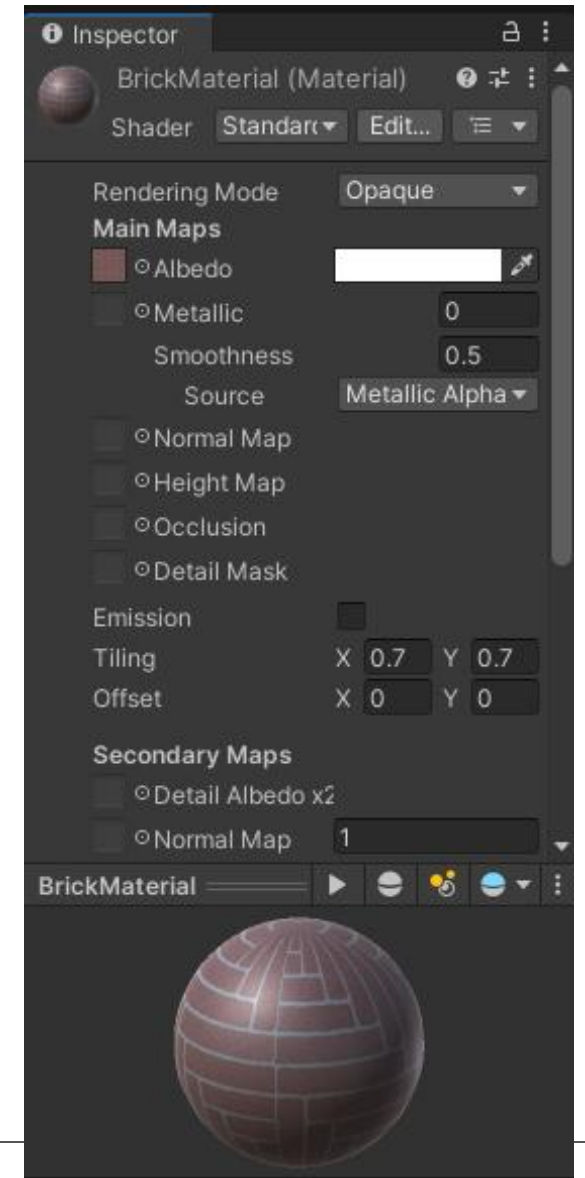 Inspector
BrickMaterial (Material)
Shader Standard Edit...
Rendering Mode Opaque
Main Maps
Albedo
Metallic 0
Smoothness 0.5
Source Metallic Alpha
Normal Map
Height Map
Occlusion
Detail Mask
Emission
Tiling X 0.7 Y 0.7
Offset X 0 Y 0
Secondary Maps
Detail Albedo x2
Normal Map 1
BrickMaterial